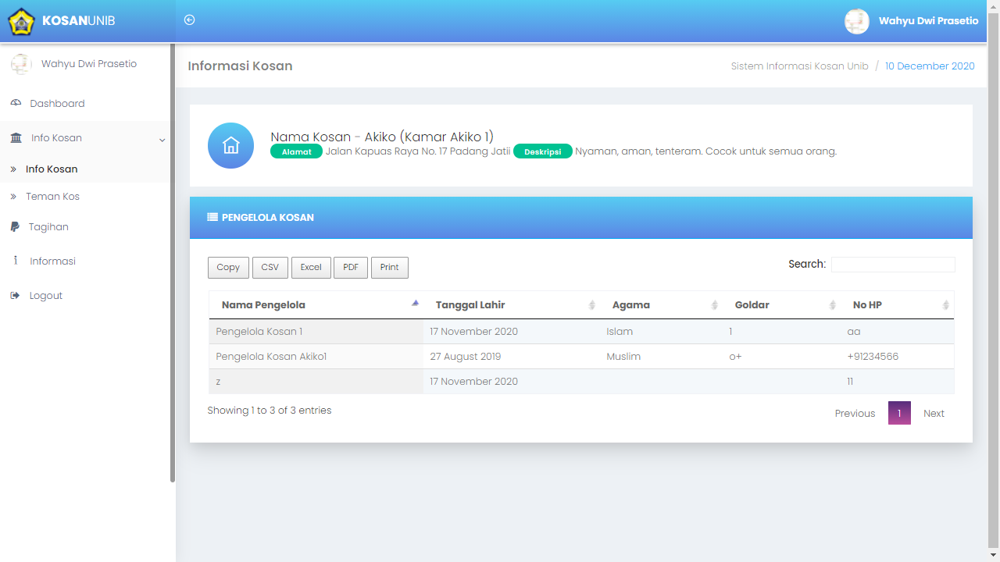 KOSANUNIB
Wahyu Dwi Prasetio
Wahyu Dwi Prasetio
Dashboard
Info Kosan
Info Kosan
Teman Kos
Tagihan
Informasi
Logout
Informasi Kosan
Sistem Informasi Kosan Unib / 10 December 2020
Nama Kosan - Akiko (Kamar Akiko 1)
Alamat Jalan Kapuas Raya No. 17 Padang Jatii Deskripsi Nyaman, aman, tenteram. Cocok untuk semua orang.
PENGELOLA KOSAN
Copy CSV Excel PDF Print Search:
Nama Pengelola Tanggal Lahir Agama Goldar No HP
Pengelola Kosan 1 17 November 2020 Islam 1 aa
Pengelola Kosan Akiko1 27 August 2019 Muslim o+ +91234566
z 17 November 2020 11
Showing 1 to 3 of 3 entries
Previous 1 Next